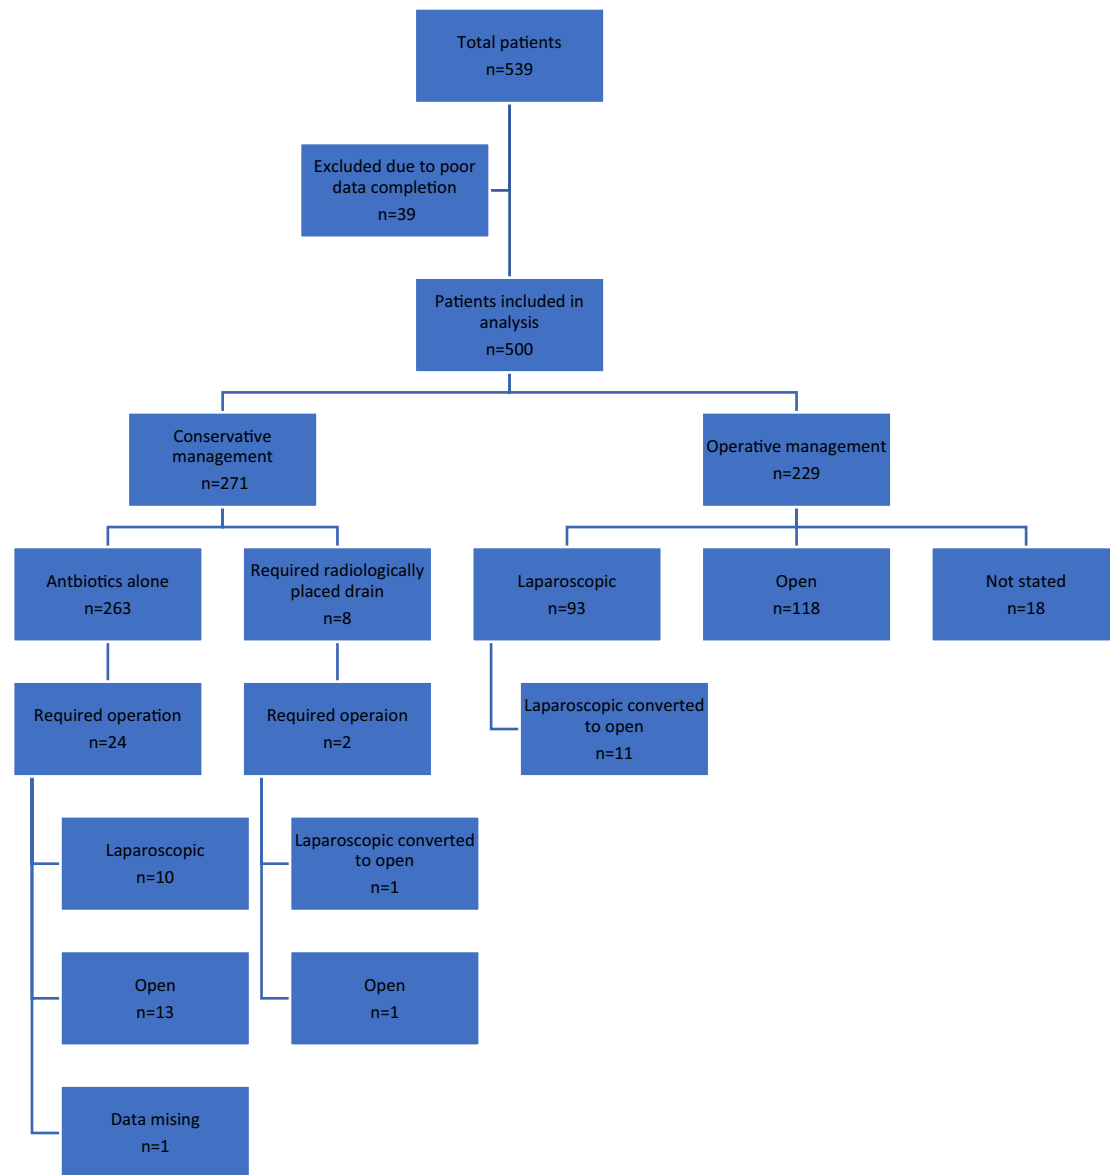 Total patients
n=539
Excluded due to poor
data completion
n=39
Patients included in
analysis
n=500
Conservative
management
n=271
Operative management
n=229
Antbiotics alone
n=263
Required radiologically
placed drain
n=8
Laparoscopic
n=93
Open
n=118
Not stated
n=18
Required operation
n=24
Required operaion
n=2
Laparoscopic converted
to open
n=11
Laparoscopic
n=10
Laparoscopic converted
to open
n=1
Open
n=13
Open
n=1
Data mising
n=1